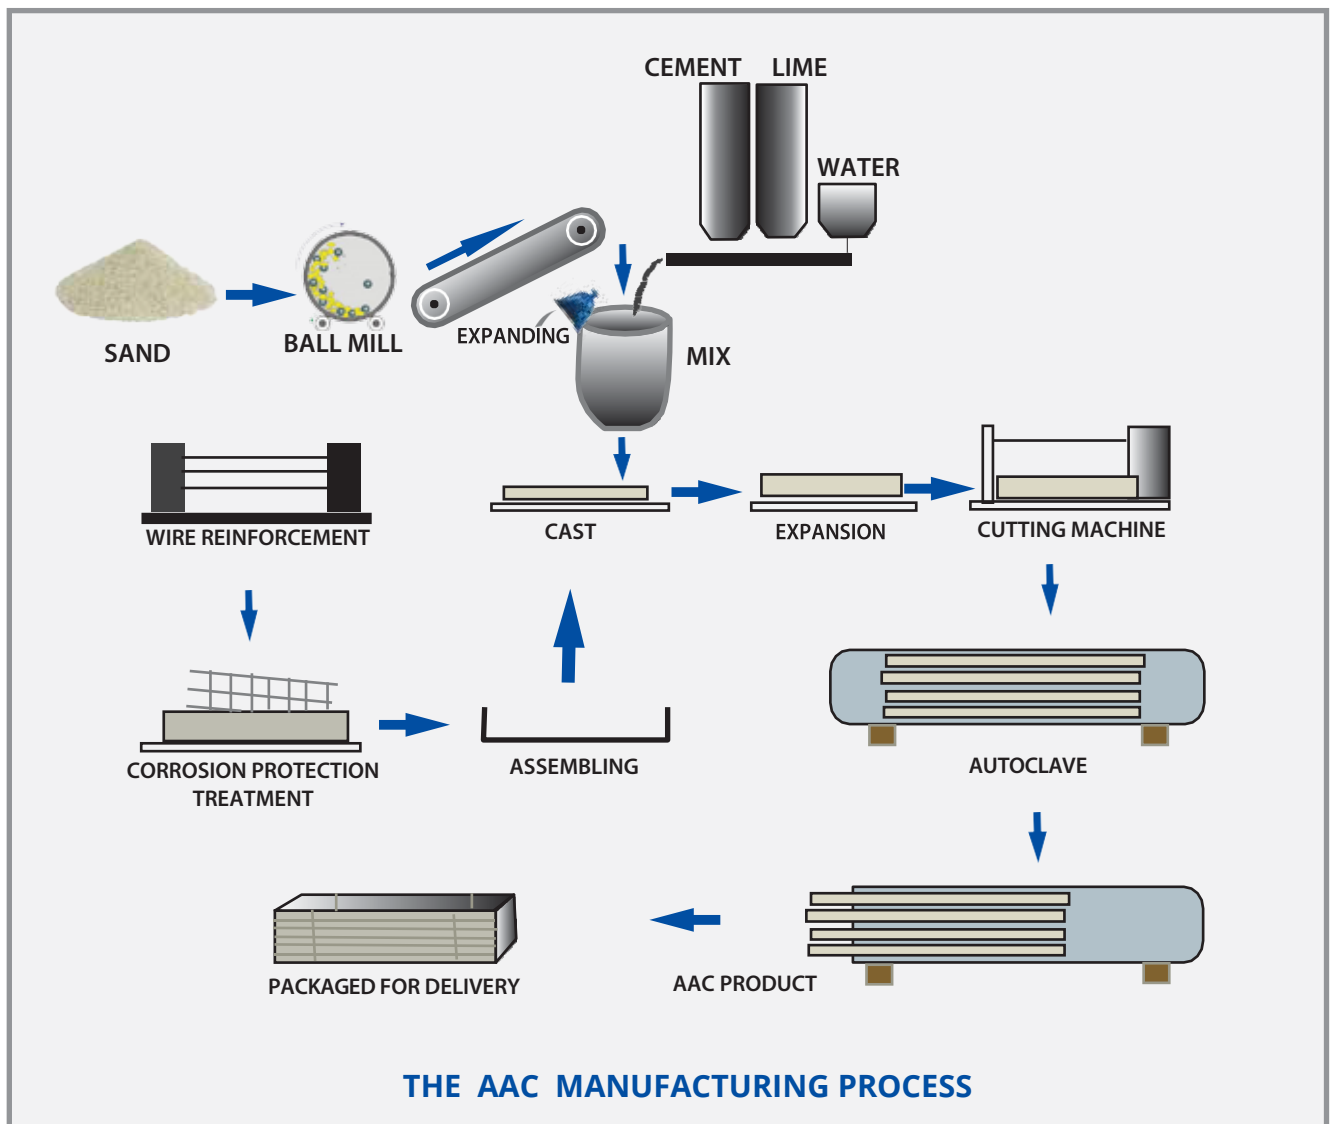 CEMENT LIME
WATER
SAND
BALL MILL
EXPANDING
MIX
WIRE REINFORCEMENT
CAST
EXPANSION
CUTTING MACHINE
CORROSION PROTECTION
TREATMENT
ASSEMBLING
AUTOCLAVE
PACKAGED FOR DELIVERY
AAC PRODUCT
THE AAC MANUFACTURING PROCESS